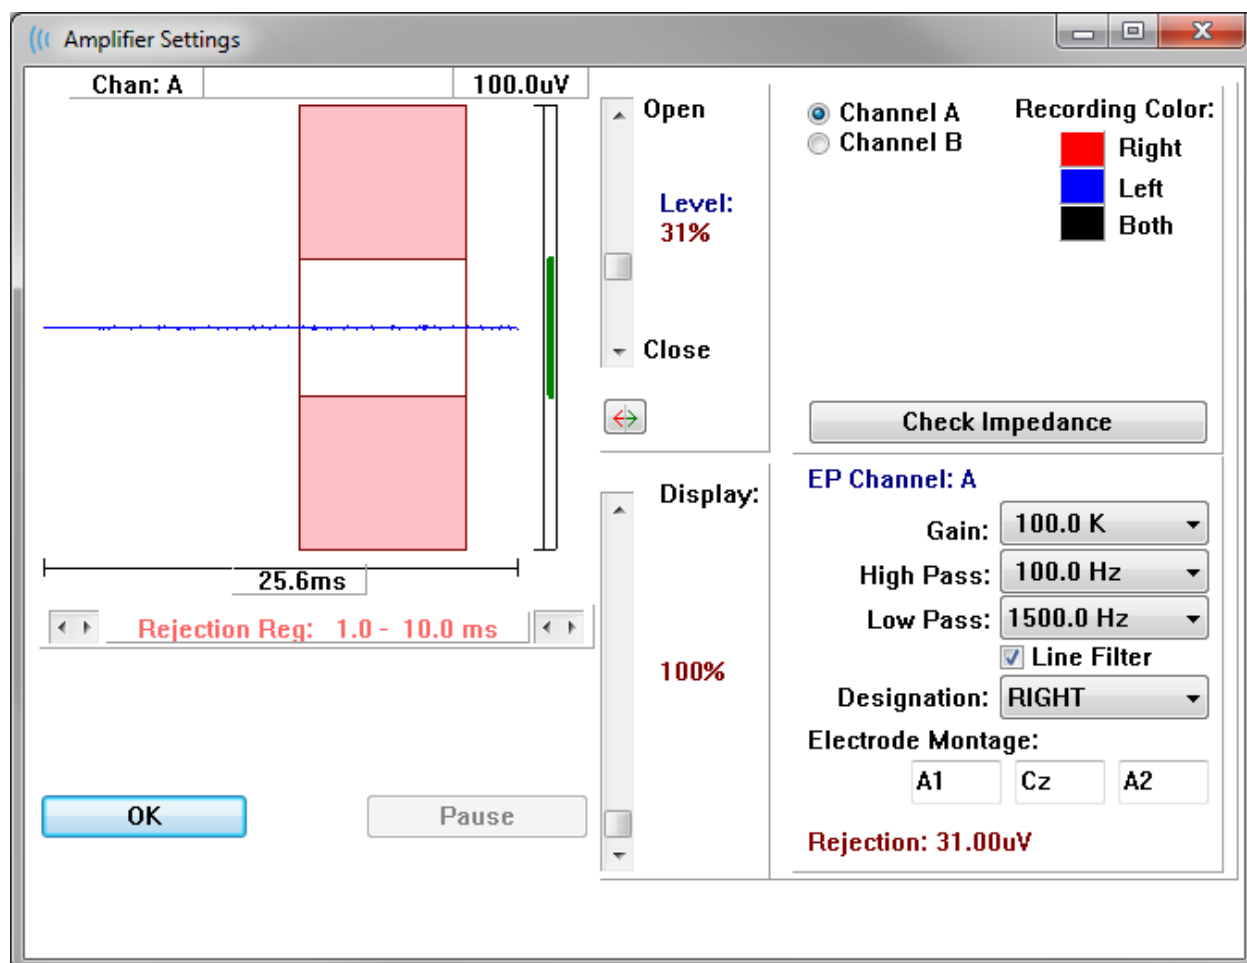 Amplifier Settings
Chan: A
100.0uV
25.6ms
Rejection Reg: 1.0 - 10.0 ms
OK
Pause
Open
Level:
31%
Close
Display:
100%
Channel A
Channel B
Recording Color:
Right
Left
Both
Check Impedance
EP Channel: A
Gain: 100.0 K
High Pass: 100.0 Hz
Low Pass: 1500.0 Hz
Line Filter
Designation: RIGHT
Electrode Montage:
A1 Cz A2
Rejection: 31.00uV